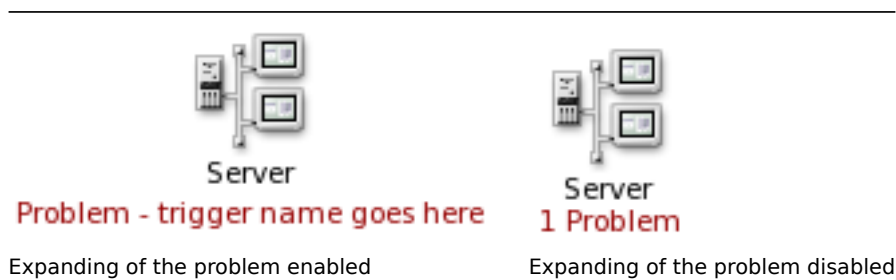 Server
Problem - trigger name goes here
Server
1 Problem
Expanding of the problem enabled
Expanding of the problem disabled